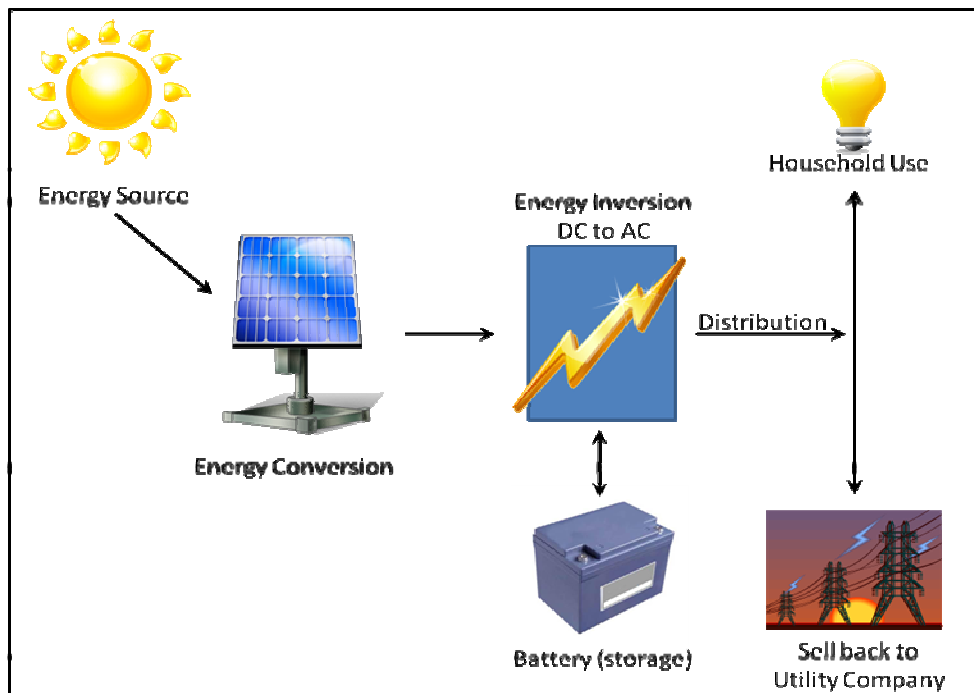 Energy Source
Household Use
Energy Inversion
DC to AC
Distribution
Energy Conversion
Battery (storage)
Sell back to
Utility Company